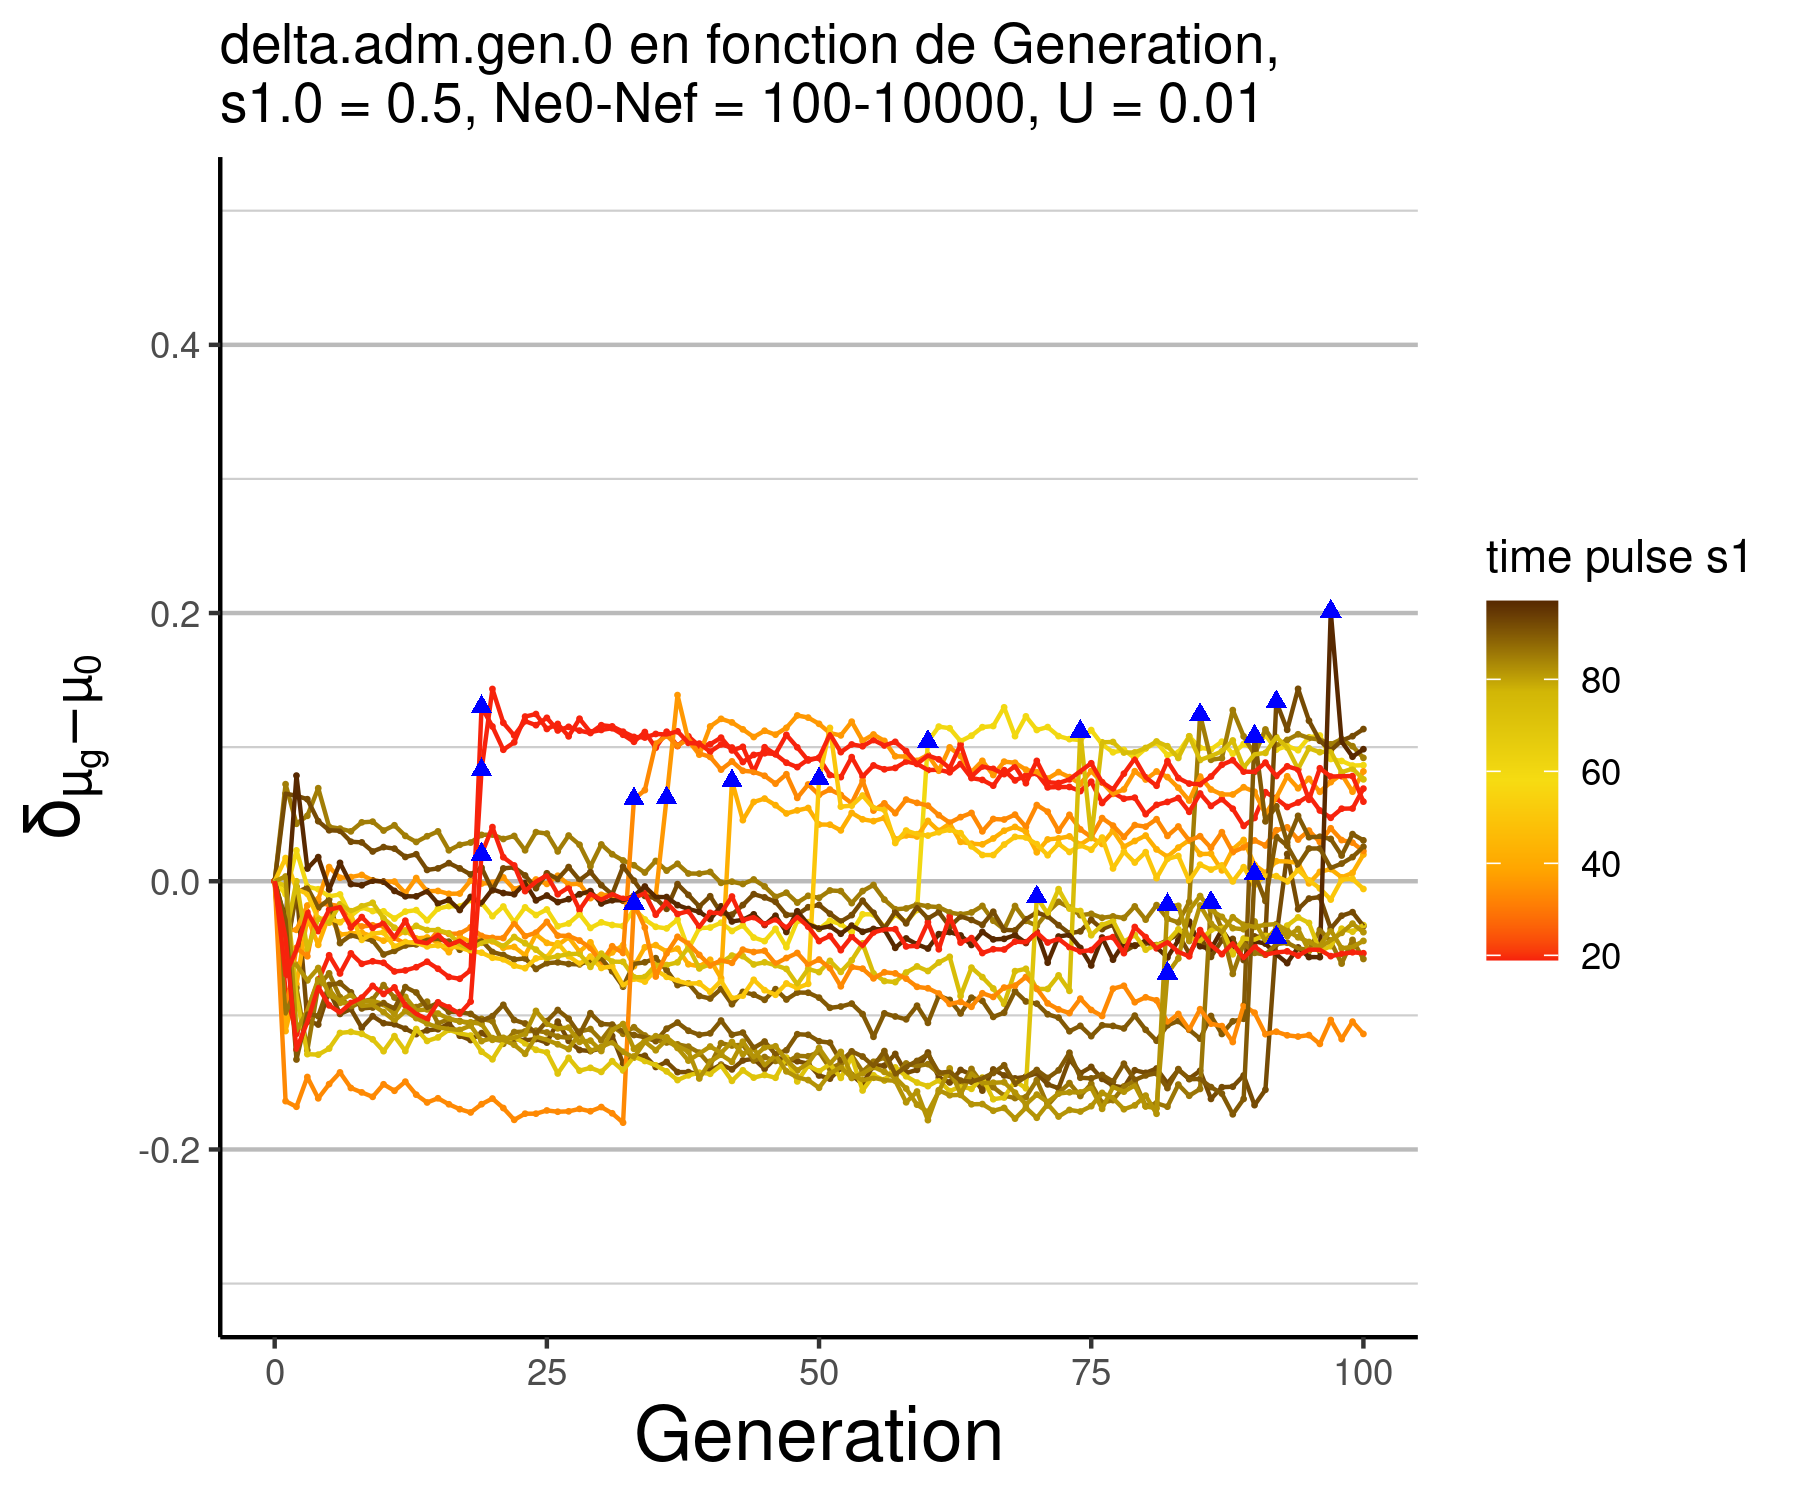 delta.adm.gen.0 en fonction de Generation,
s1.0 = 0.5, Ne0-Nef = 100-10000, U = 0.01
δμg−μ0
0.4
0.2
0.0
-0.2
0 25 50 75 100
Generation
time pulse s1
80
60
40
20